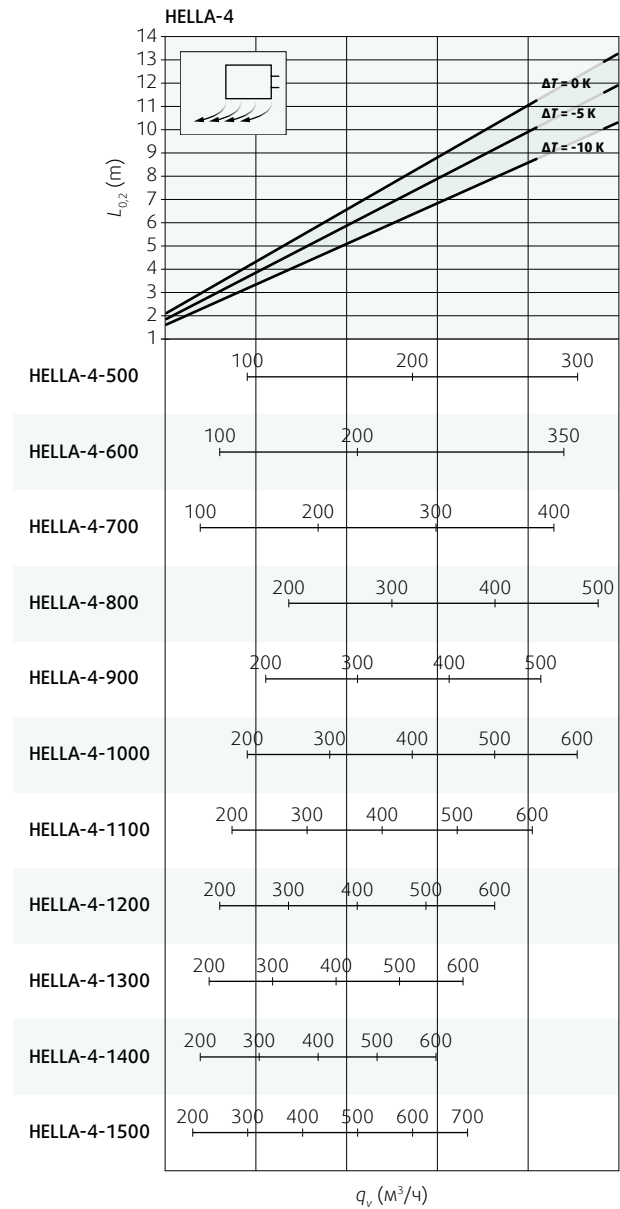 HELLA-4
14
13
12
11
10
9
8
7
6
5
4
3
2
1
L0,2 (m)
ΔT = 0 K
ΔT = -5 K
ΔT = -10 K
HELLA-4-500 100 200 300
HELLA-4-600 100 200 350
HELLA-4-700 100 200 300 400
HELLA-4-800 200 300 400 500
HELLA-4-900 200 300 400 500
HELLA-4-1000 200 300 400 500 600
HELLA-4-1100 200 300 400 500 600
HELLA-4-1200 200 300 400 500 600
HELLA-4-1300 200 300 400 500 600
HELLA-4-1400 200 300 400 500 600
HELLA-4-1500 200 300 400 500 600 700
qv (м³/ч)